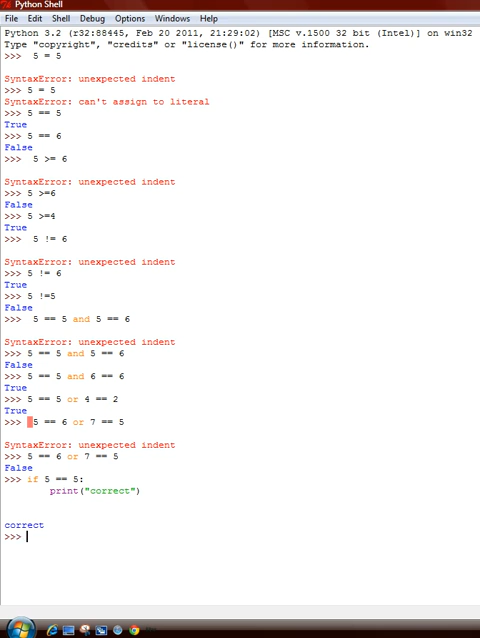 Python Shell
File Edit Shell Debug Options Windows Help
Python 3.2 (r32:88445, Feb 20 2011, 21:29:02) [MSC v.1500 32 bit (Intel)] on win32
Type "copyright", "credits" or "license()" for more information.
>>>  5 = 5
SyntaxError: unexpected indent
>>> 5 = 5
SyntaxError: can't assign to literal
>>> 5 == 5
True
>>> 5 == 6
False
>>>  5 >= 6
SyntaxError: unexpected indent
>>> 5 >=6
False
>>> 5 >=4
True
>>>  5 != 6
SyntaxError: unexpected indent
>>> 5 != 6
True
>>> 5 !=5
False
>>>  5 == 5 and 5 == 6
SyntaxError: unexpected indent
>>> 5 == 5 and 5 == 6
False
>>> 5 == 5 and 6 == 6
True
>>> 5 == 5 or 4 == 2
True
>>>  5 == 6 or 7 == 5
SyntaxError: unexpected indent
>>> 5 == 6 or 7 == 5
False
>>> if 5 == 5:
        print("correct")
correct
>>>